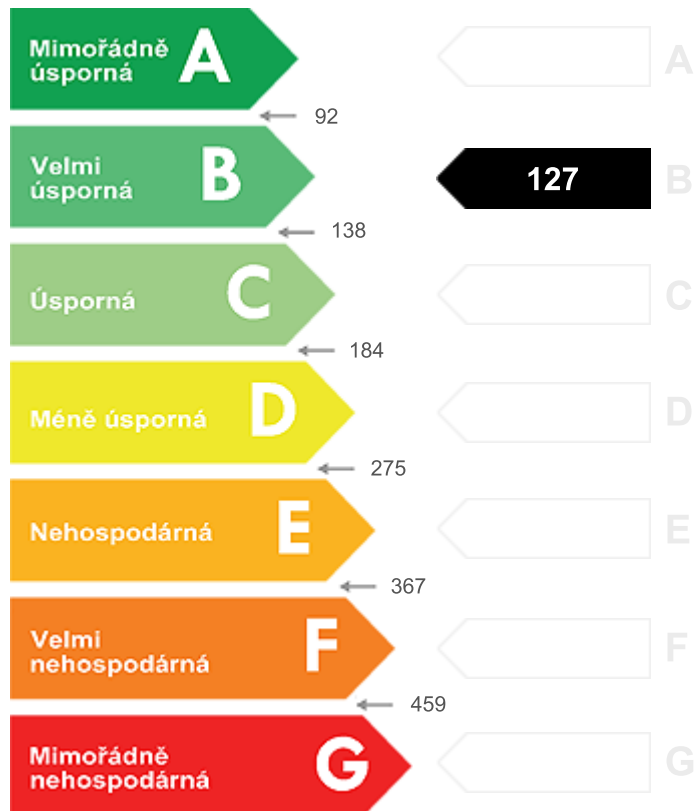 Mimořádně
úsporná
A
A
92
Velmi
úsporná
B
127
B
138
Úsporná
C
C
184
Méně úsporná
D
D
275
Nehospodárná
E
E
367
Velmi
nehospodárná
F
F
459
Mimořádně
nehospodárná
G
G